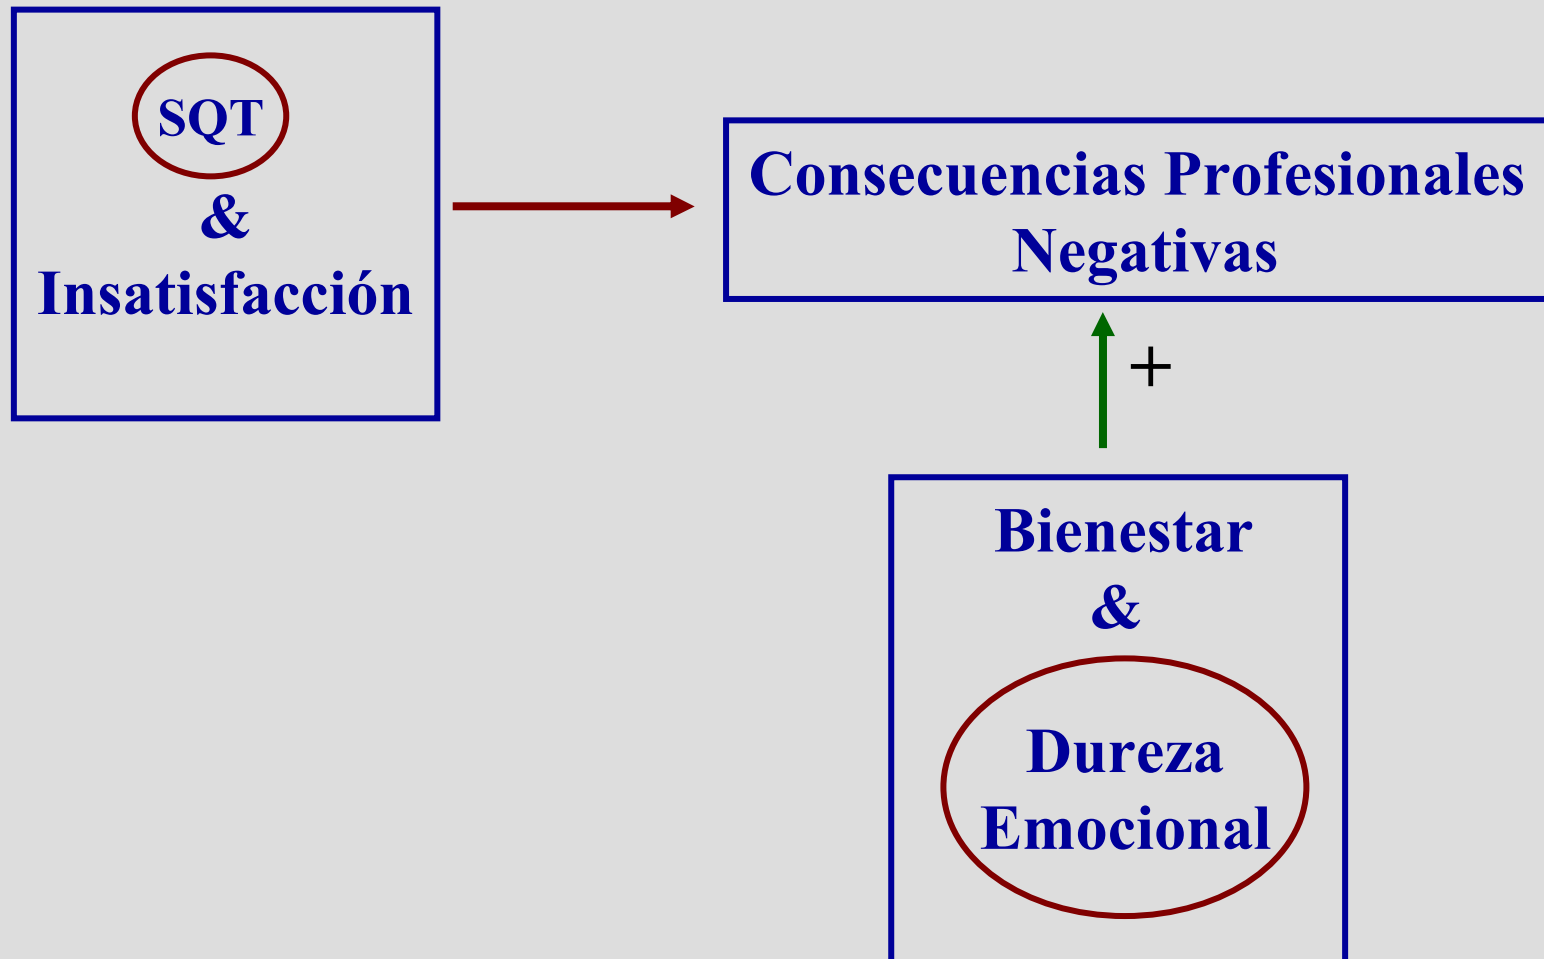 SQT
&
Insatisfacción
Consecuencias Profesionales
Negativas
+
Bienestar
&
Dureza
Emocional